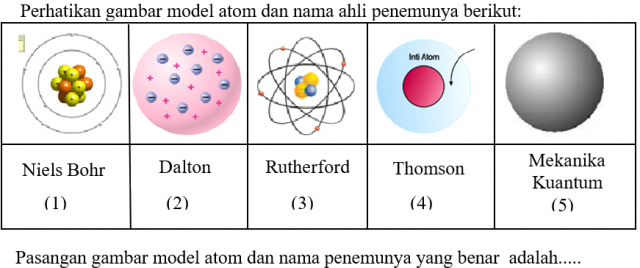 Perhatikan gambar model atom dan nama ahli penemunya berikut:
Inti Atom
Niels Bohr
(1)
Dalton
(2)
Rutherford
(3)
Thomson
(4)
Mekanika
Kuantum
(5)
Pasangan gambar model atom dan nama penemunya yang benar adalah.....